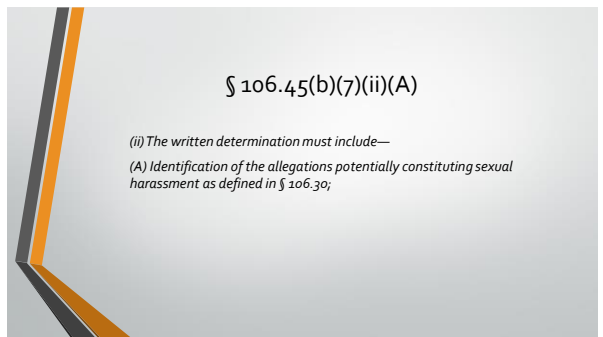 § 106.45(b)(7)(ii)(A)
(ii) The written determination must include—
(A) Identification of the allegations potentially constituting sexual
harassment as defined in § 106.30;